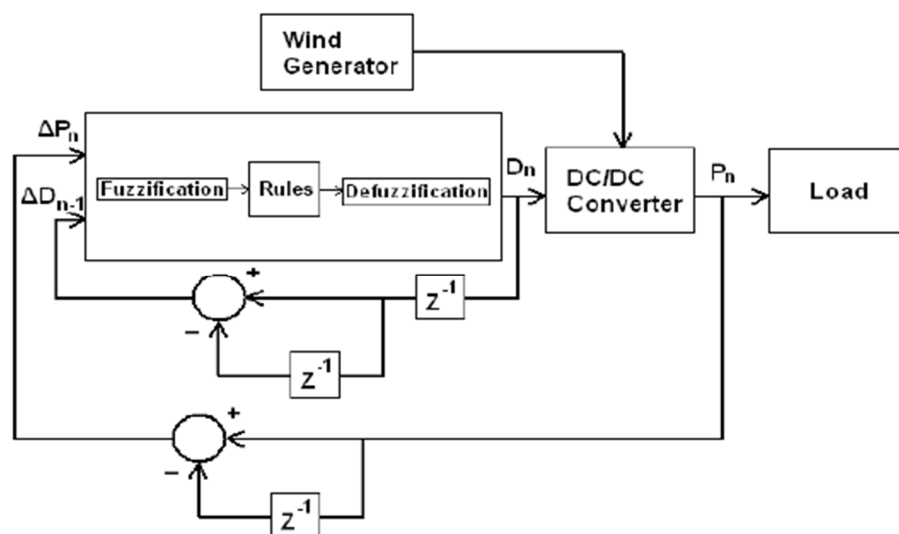 Wind
Generator
ΔPₙ
ΔDₙ₋₁
Fuzzification
Rules
Defuzzification
Dₙ
DC/DC
Converter
Pₙ
Load
+
−
Z⁻¹
Z⁻¹
+
−
Z⁻¹